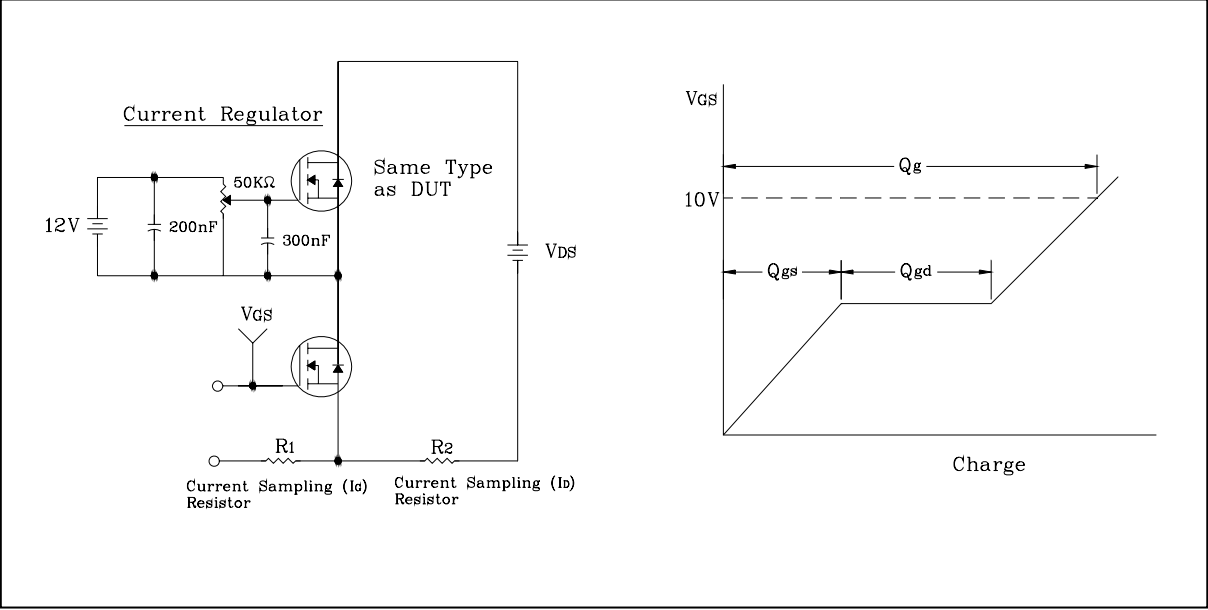 Current Regulator
Same Type
as DUT
50KΩ
12V
200nF
300nF
VDS
VGS
R1
R2
Current Sampling (IG)
Resistor
Current Sampling (ID)
Resistor
VGS
Qg
10V
Qgs
Qgd
Charge